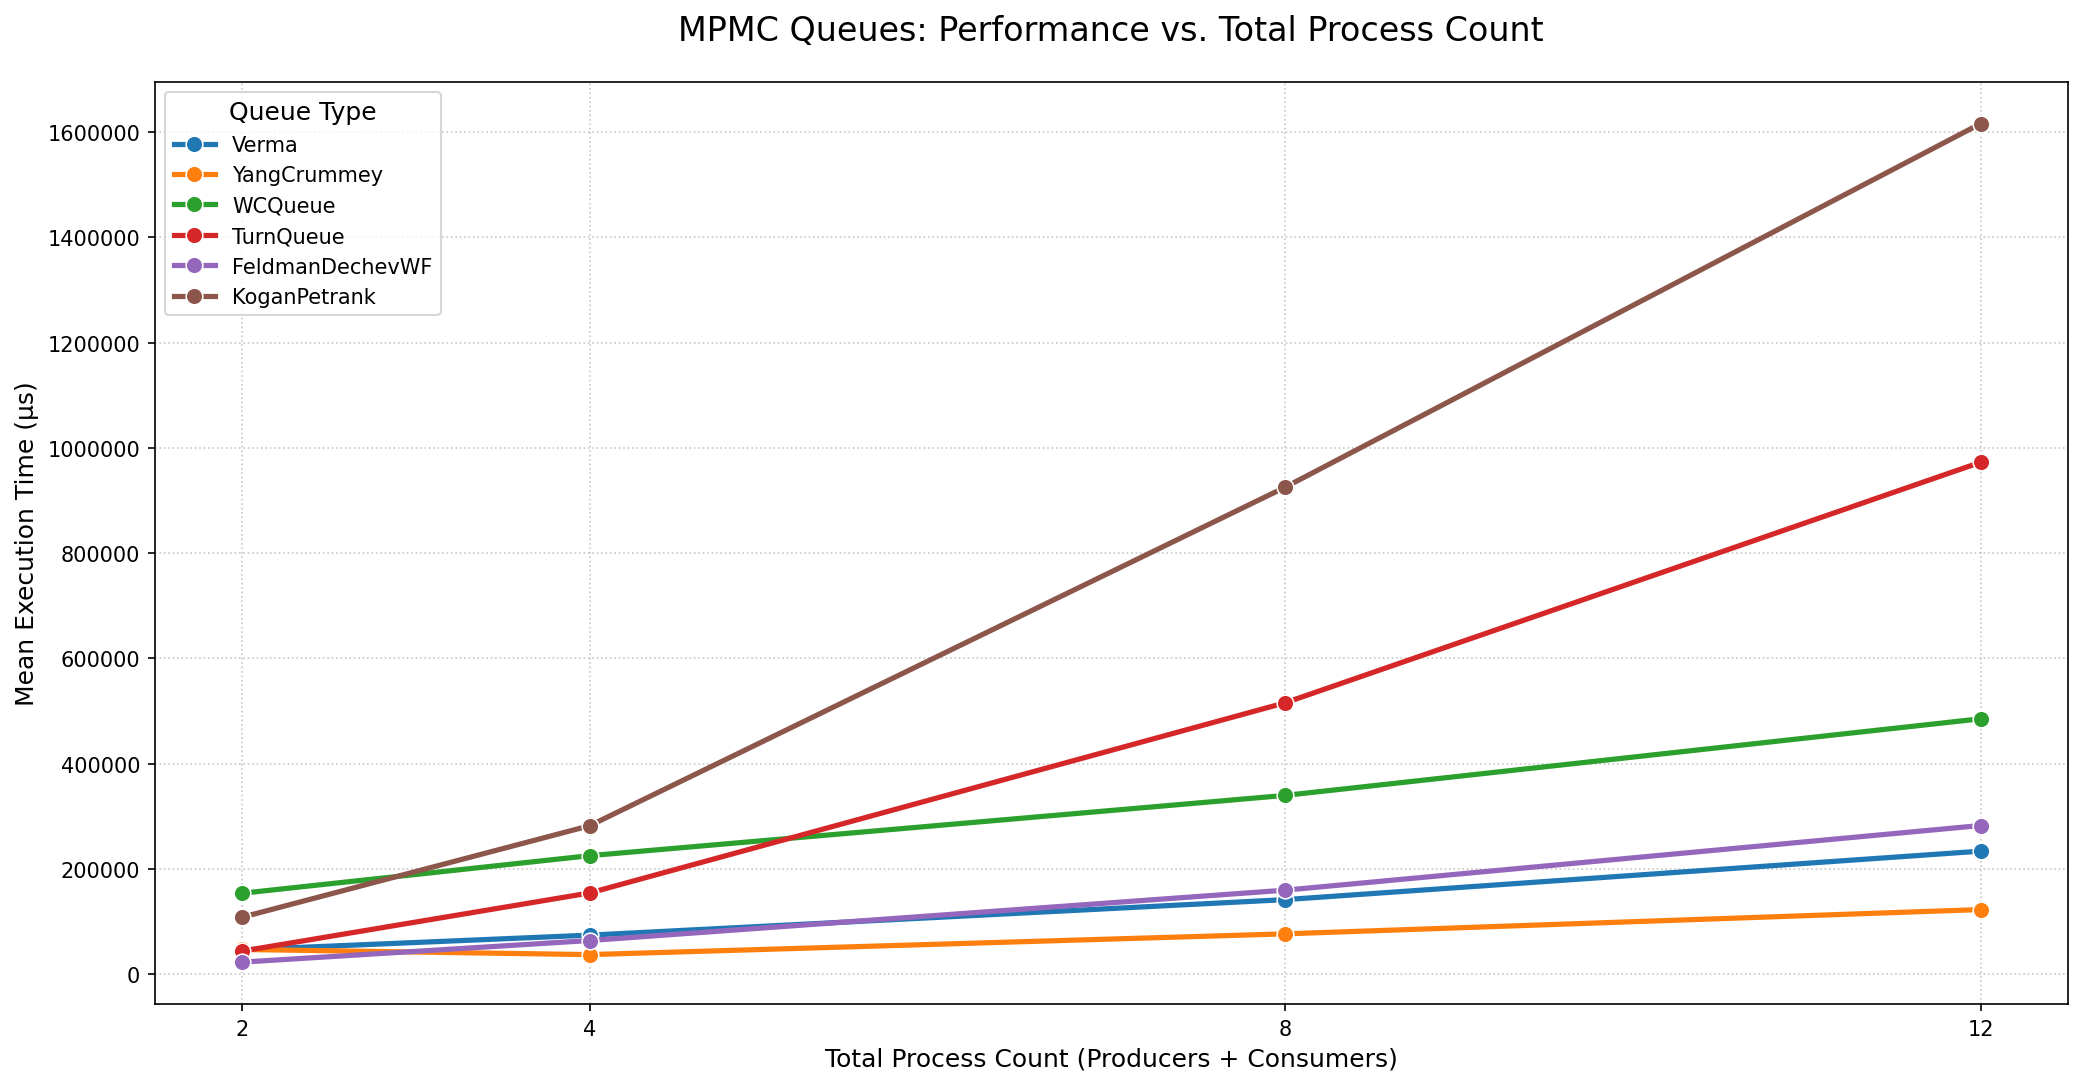 MPMC Queues: Performance vs. Total Process Count
Queue Type
Verma
YangCrummey
WCQueue
TurnQueue
FeldmanDechevWF
KoganPetrank
Mean Execution Time (µs)
1600000
1400000
1200000
1000000
800000
600000
400000
200000
0
2
4
8
12
Total Process Count (Producers + Consumers)